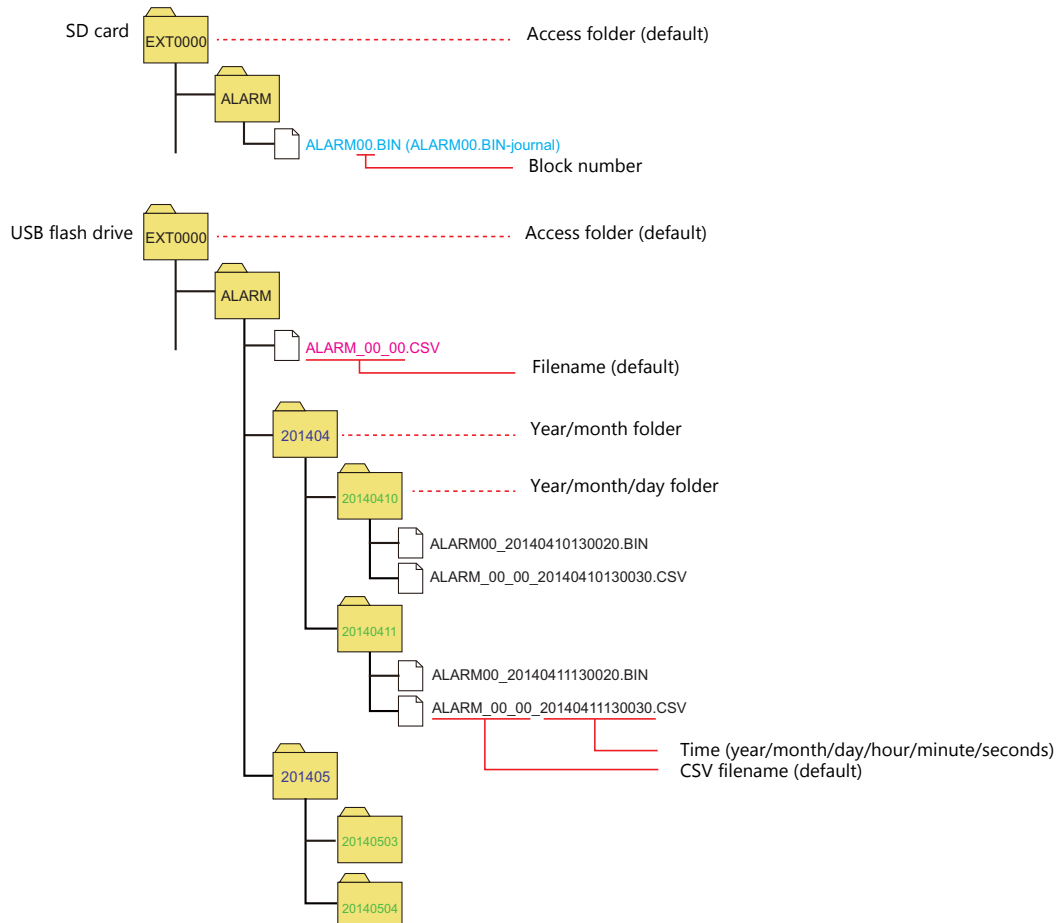 SD card
EXT0000
Access folder (default)
ALARM
ALARM00.BIN (ALARM00.BIN-journal)
Block number
USB flash drive
EXT0000
Access folder (default)
ALARM
ALARM_00_00.CSV
Filename (default)
201404
Year/month folder
20140410
Year/month/day folder
ALARM00_20140410130020.BIN
ALARM_00_00_20140410130030.CSV
20140411
ALARM00_20140411130020.BIN
ALARM_00_00_20140411130030.CSV
Time (year/month/day/hour/minute/seconds)
CSV filename (default)
201405
20140503
20140504